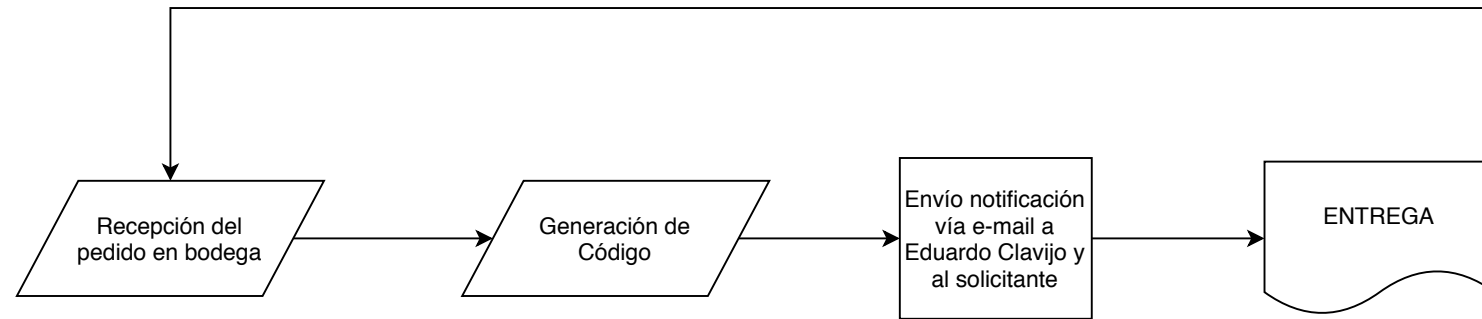 Recepción del
pedido en bodega
Generación de
Código
Envío notificación
vía e-mail a
Eduardo Clavijo y
al solicitante
ENTREGA